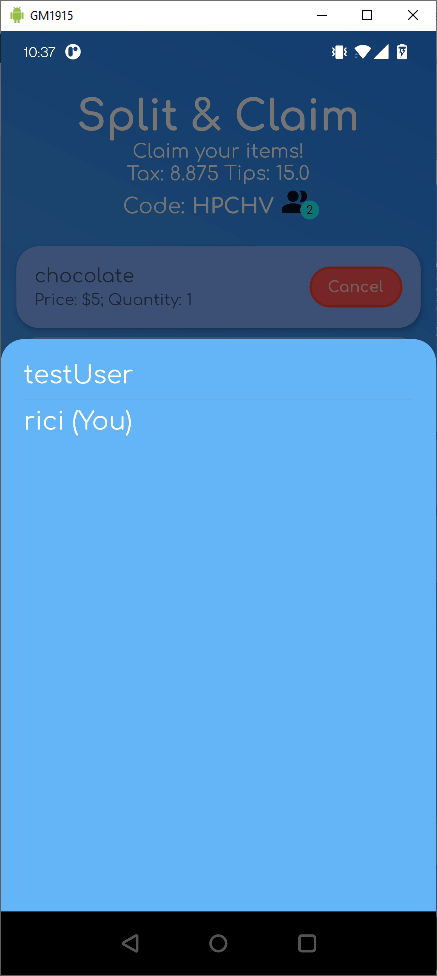 GM1915
10:37
Split & Claim
Claim your items!
Tax: 8.875 Tips: 15.0
Code: HPCHV
2
chocolate
Price: $5; Quantity: 1
Cancel
testUser
rici (You)